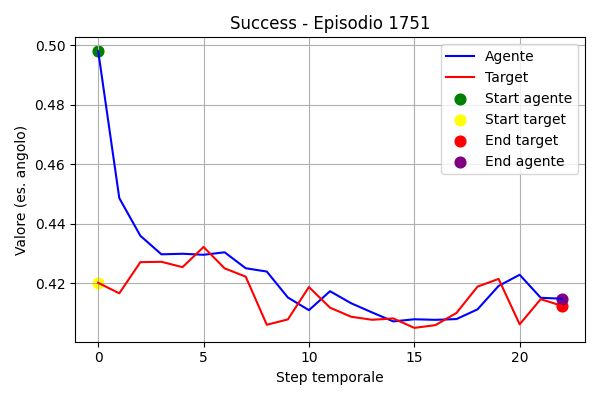 Success - Episodio 1751
Valore (es. angolo)
0.50
0.48
0.46
0.44
0.42
0
5
10
15
20
Step temporale
Agente
Target
Start agente
Start target
End target
End agente